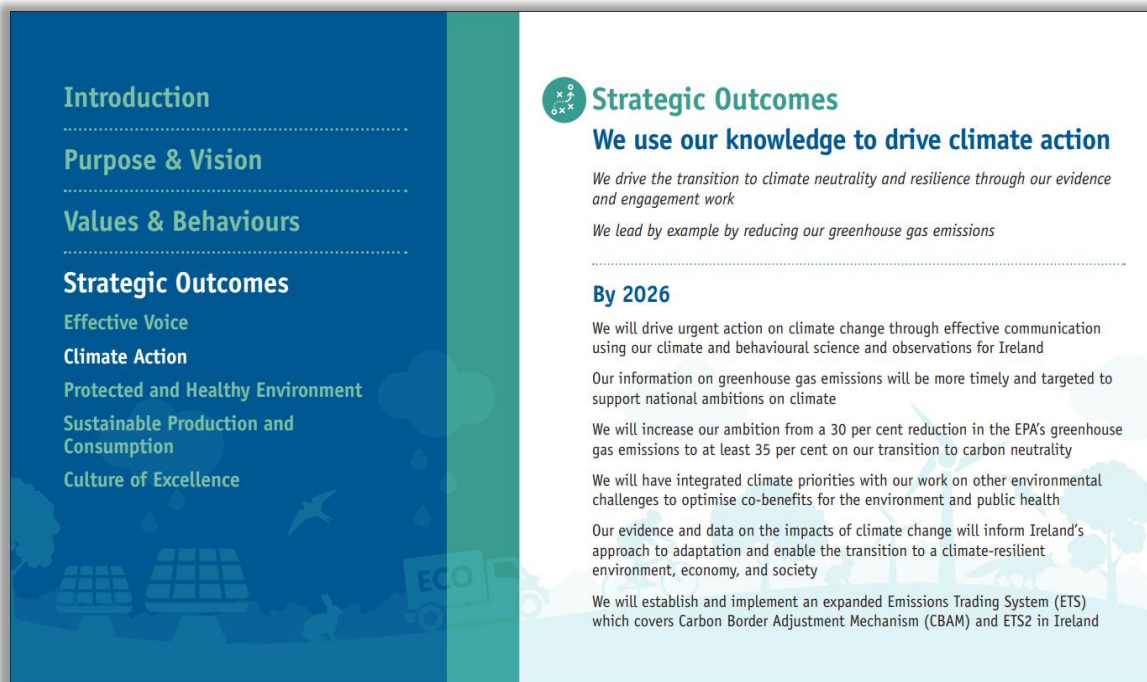 Introduction
Purpose & Vision
Values & Behaviours
Strategic Outcomes
Effective Voice
Climate Action
Protected and Healthy Environment
Sustainable Production and
Consumption
Culture of Excellence
ECO
Strategic Outcomes
We use our knowledge to drive climate action
We drive the transition to climate neutrality and resilience through our evidence
and engagement work
We lead by example by reducing our greenhouse gas emissions
By 2026
We will drive urgent action on climate change through effective communication
using our climate and behavioural science and observations for Ireland
Our information on greenhouse gas emissions will be more timely and targeted to
support national ambitions on climate
We will increase our ambition from a 30 per cent reduction in the EPA's greenhouse
gas emissions to at least 35 per cent on our transition to carbon neutrality
We will have integrated climate priorities with our work on other environmental
challenges to optimise co-benefits for the environment and public health
Our evidence and data on the impacts of climate change will inform Ireland's
approach to adaptation and enable the transition to a climate-resilient
environment, economy, and society
We will establish and implement an expanded Emissions Trading System (ETS)
which covers Carbon Border Adjustment Mechanism (CBAM) and ETS2 in Ireland